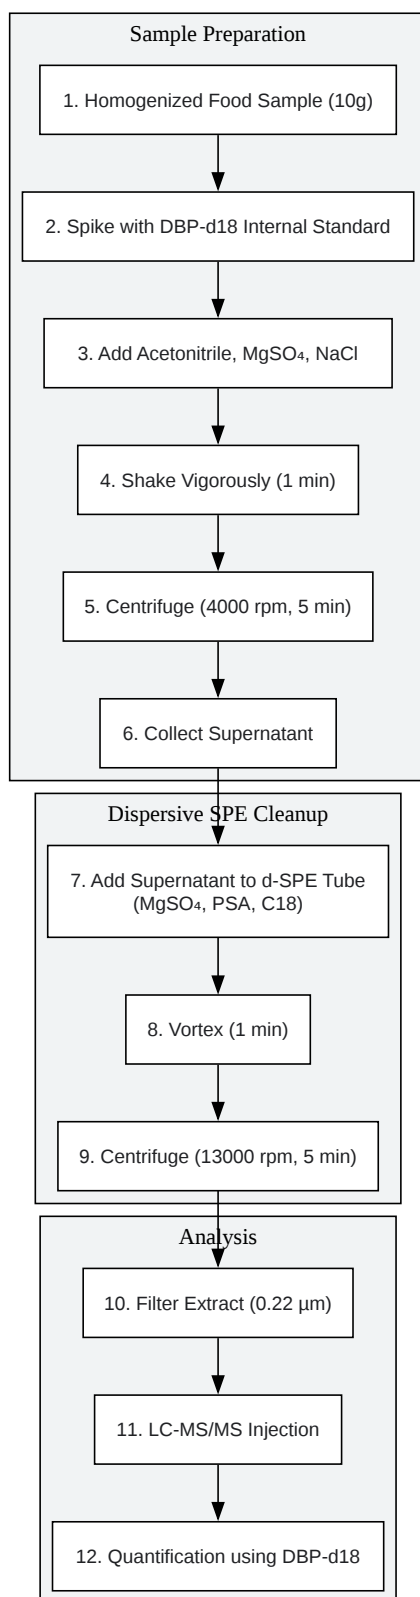 Sample Preparation
1. Homogenized Food Sample (10g)
2. Spike with DBP-d18 Internal Standard
3. Add Acetonitrile, MgSO₄, NaCl
4. Shake Vigorously (1 min)
5. Centrifuge (4000 rpm, 5 min)
6. Collect Supernatant
Dispersive SPE Cleanup
7. Add Supernatant to d-SPE Tube
(MgSO₄, PSA, C18)
8. Vortex (1 min)
9. Centrifuge (13000 rpm, 5 min)
Analysis
10. Filter Extract (0.22 µm)
11. LC-MS/MS Injection
12. Quantification using DBP-d18